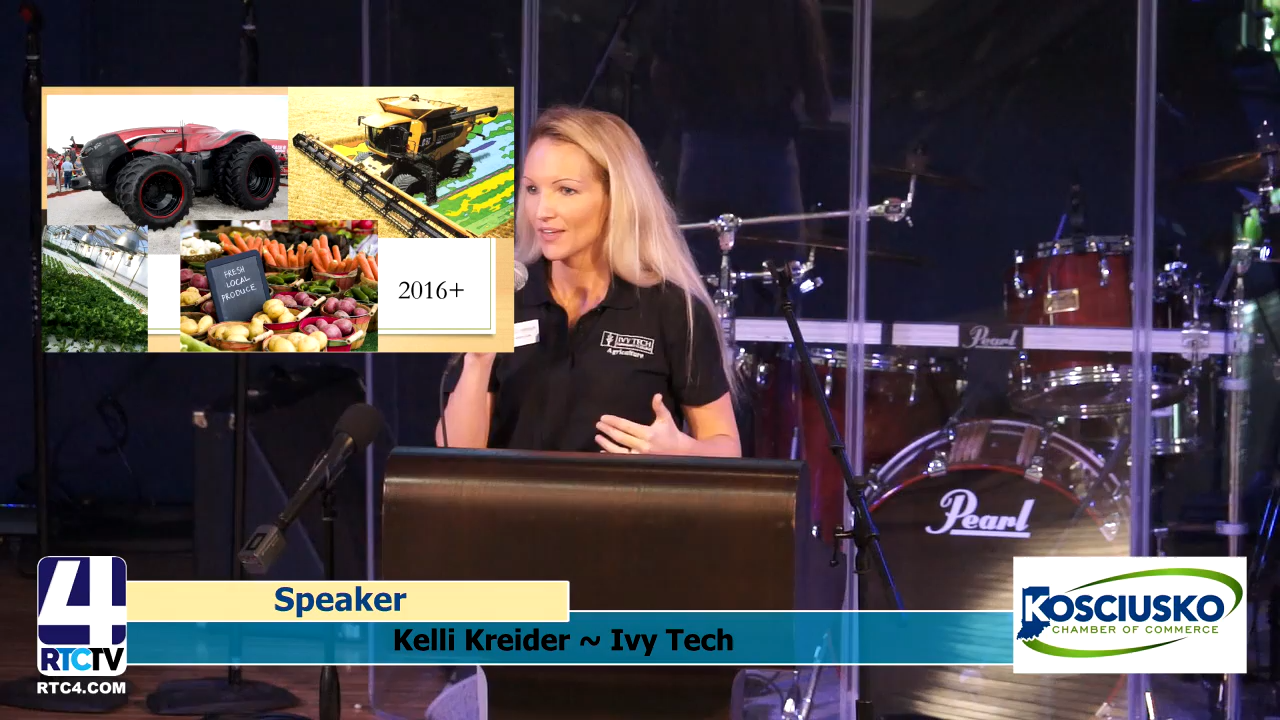 FRESH
LOCAL
PRODUCE
2016+
IVY TECH
Agriculture
Pearl
Pearl
Speaker
Kelli Kreider ~ Ivy Tech
4
RTCTV
RTC4.COM
KOSCIUSKO
CHAMBER OF COMMERCE